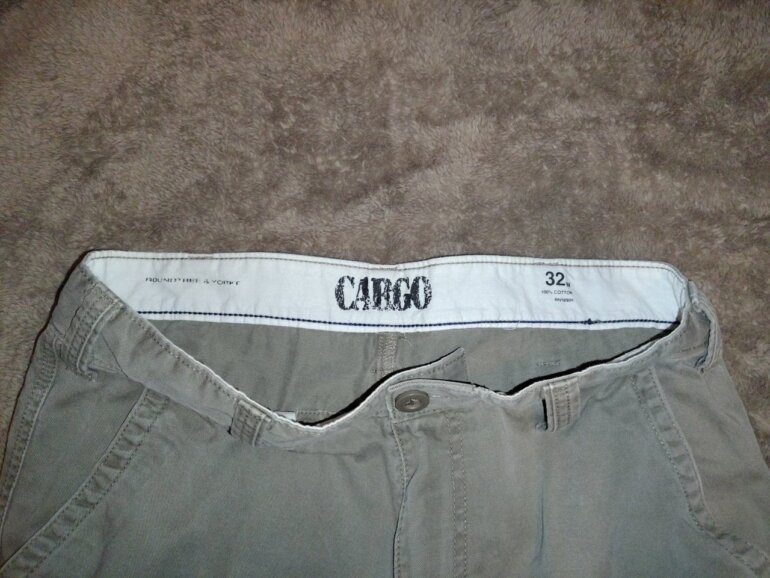 ROUNDTREE & YORKE
CARGO
32
100% COTTON